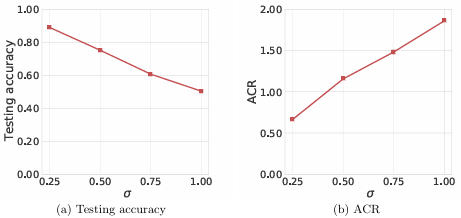 1.00
0.80
0.60
0.40
0.20
0.00
Testing accuracy
0.25 0.50 0.75 1.00
σ
(a) Testing accuracy
2.00
1.50
1.00
0.50
0.00
ACR
0.25 0.50 0.75 1.00
σ
(b) ACR